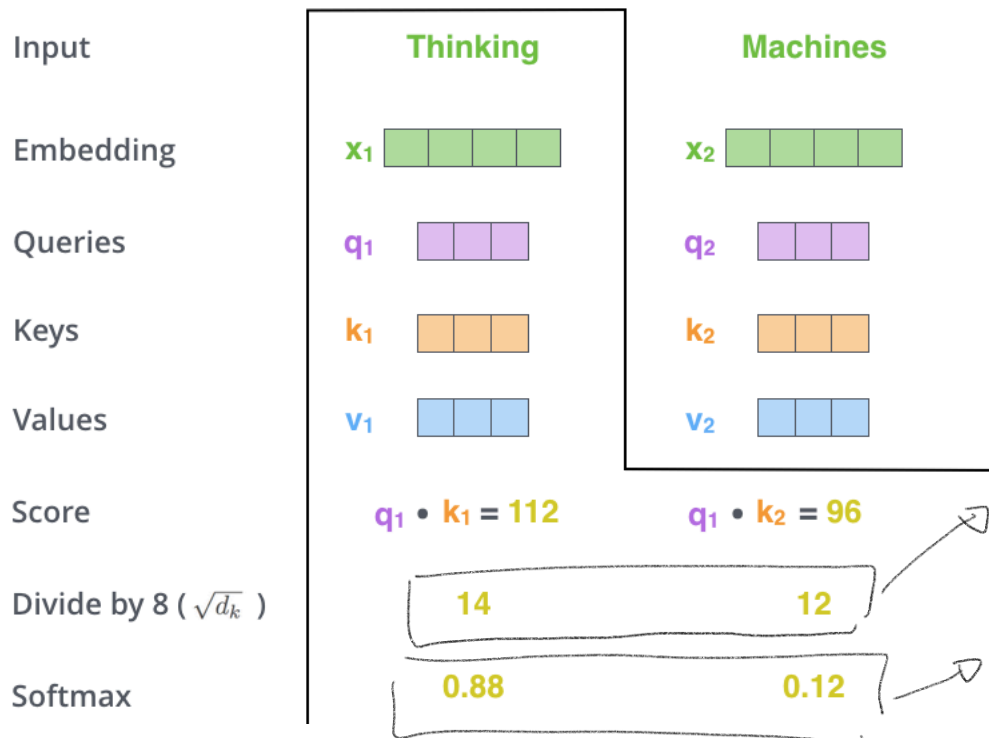 Input Thinking Machines
Embedding x₁ x₂
Queries q₁ q₂
Keys k₁ k₂
Values v₁ v₂
Score q₁ • k₁ = 112 q₁ • k₂ = 96
Divide by 8 ( √dₖ ) 14 12
Softmax 0.88 0.12